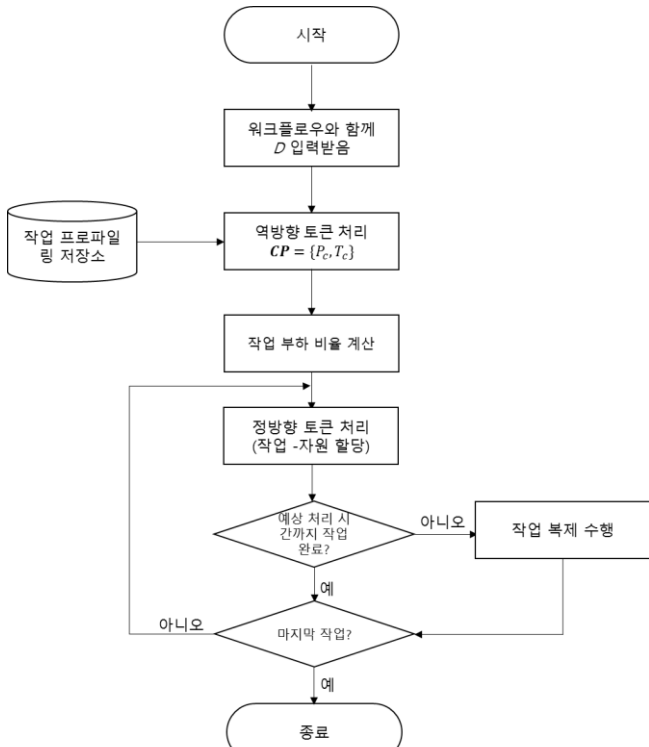 시작
워크플로우와 함께
D 입력받음
작업 프로파일
링 저장소
역방향 토큰 처리
CP = {P_c, T_c}
작업 부하 비율 계산
정방향 토큰 처리
(작업 -자원 할당)
예상 처리 시
간까지 작업
완료?
아니오
작업 복제 수행
예
아니오
마지막 작업?
예
종료